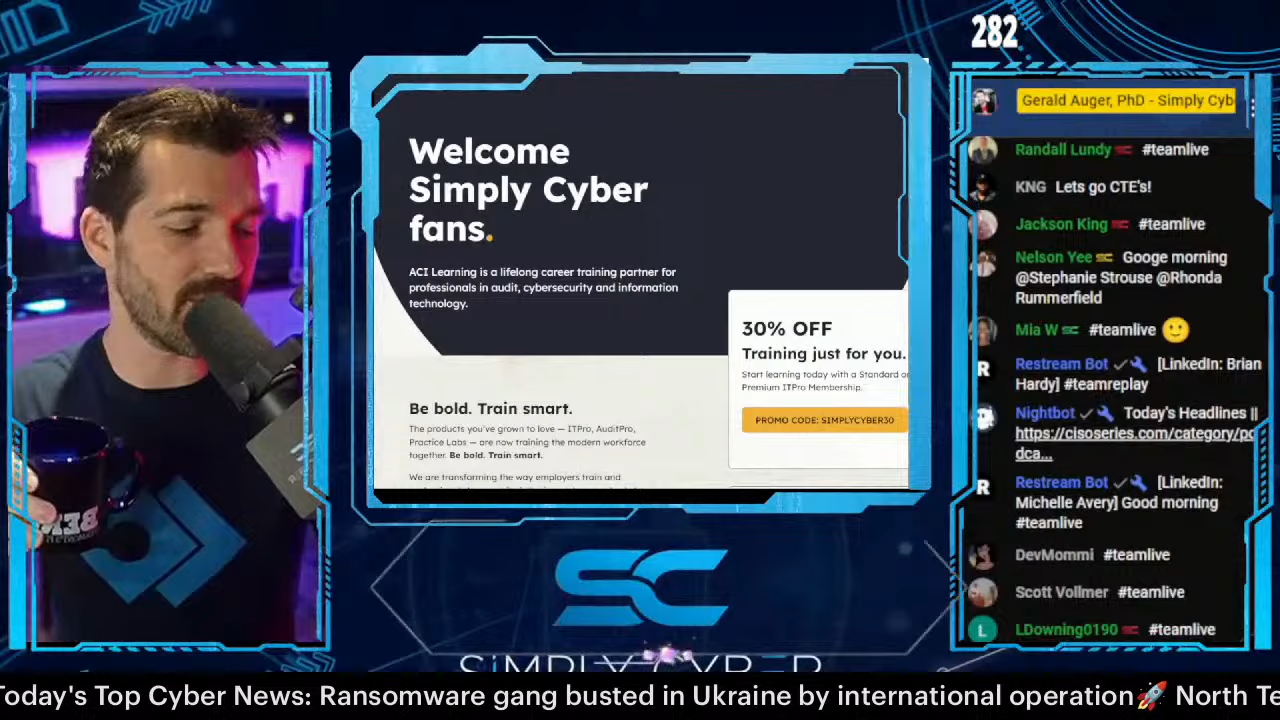 282
Welcome
Simply Cyber
fans.
ACI Learning is a lifelong career training partner for
professionals in audit, cybersecurity and information
technology.
30% OFF
Training just for you.
Start learning today with a Standard or
Premium ITPro Membership.
PROMO CODE: SIMPLYCYBER30
Be bold. Train smart.
The products you've grown to love — ITPro, AuditPro,
Practice Labs — are now training the modern workforce
together. Be bold. Train smart.
We are transforming the way employers train and
Gerald Auger, PhD - Simply Cyb
Randall Lundy #teamlive
KNG Lets go CTE's!
Jackson King #teamlive
Nelson Yee Googe morning
@Stephanie Strouse @Rhonda
Rummerfield
Mia W #teamlive 🙂
R Restream Bot [LinkedIn: Brian
Hardy] #teamreplay
Nightbot Today's Headlines ||
https://cisoseries.com/category/po
dca...
R Restream Bot [LinkedIn:
Michelle Avery] Good morning
#teamlive
DevMommi #teamlive
Scott Vollmer #teamlive
L LDowning0190 #teamlive
SC
SIMPLY CYBER
Today's Top Cyber News: Ransomware gang busted in Ukraine by international operation🚀 North Te